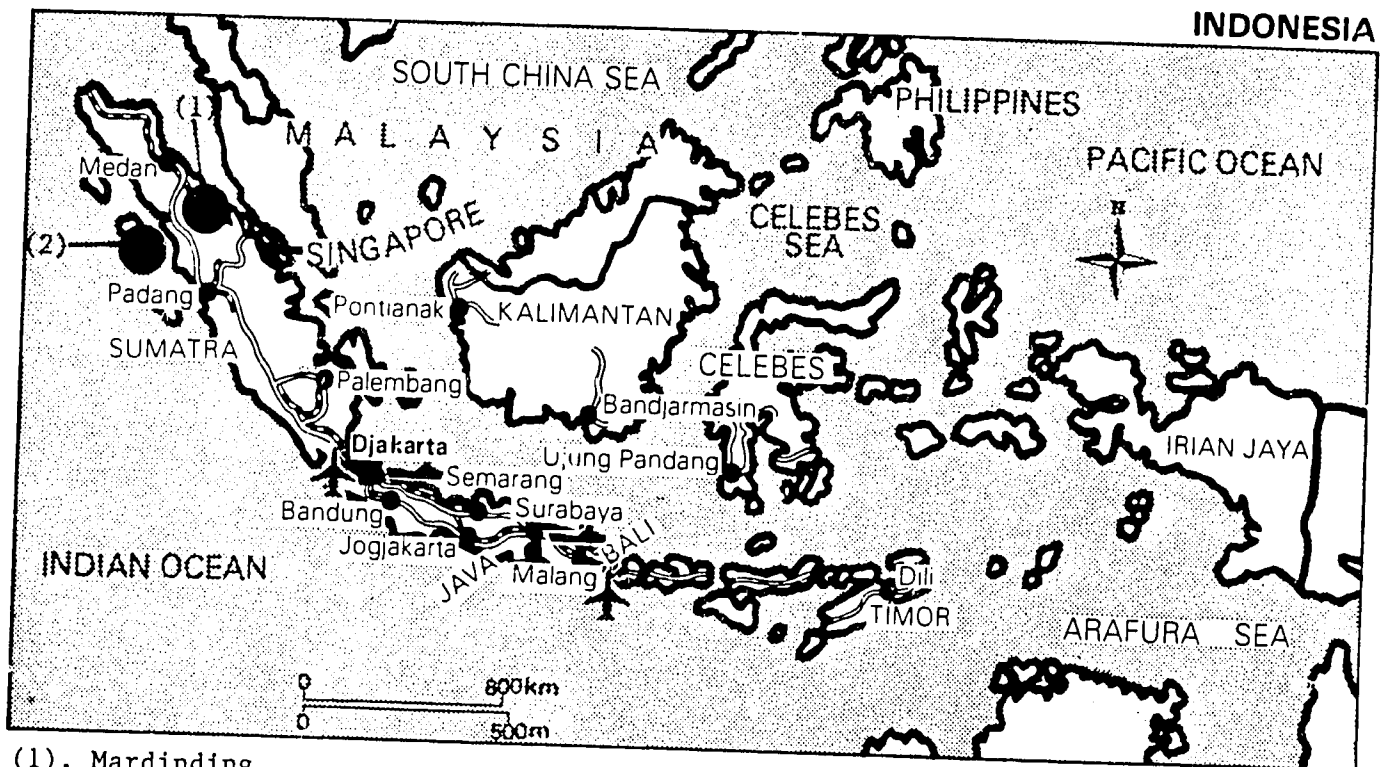 INDONESIA
SOUTH CHINA SEA
PHILIPPINES
(1)
MALAYSIA
PACIFIC OCEAN
Medan
CELEBES
SEA
N
SINGAPORE
(2)
Padang
Pontianak
KALIMANTAN
SUMATRA
CELEBES
Palembang
Bandjarmasin
Djakarta
IRIAN JAYA
Ujung Pandang
Semarang
Bandung
Surabaya
Jogjakarta
BALI
INDIAN OCEAN
JAVA
Malang
Dili
TIMOR
ARAFURA SEA
0
800km
0
500m
(1). Mardinding